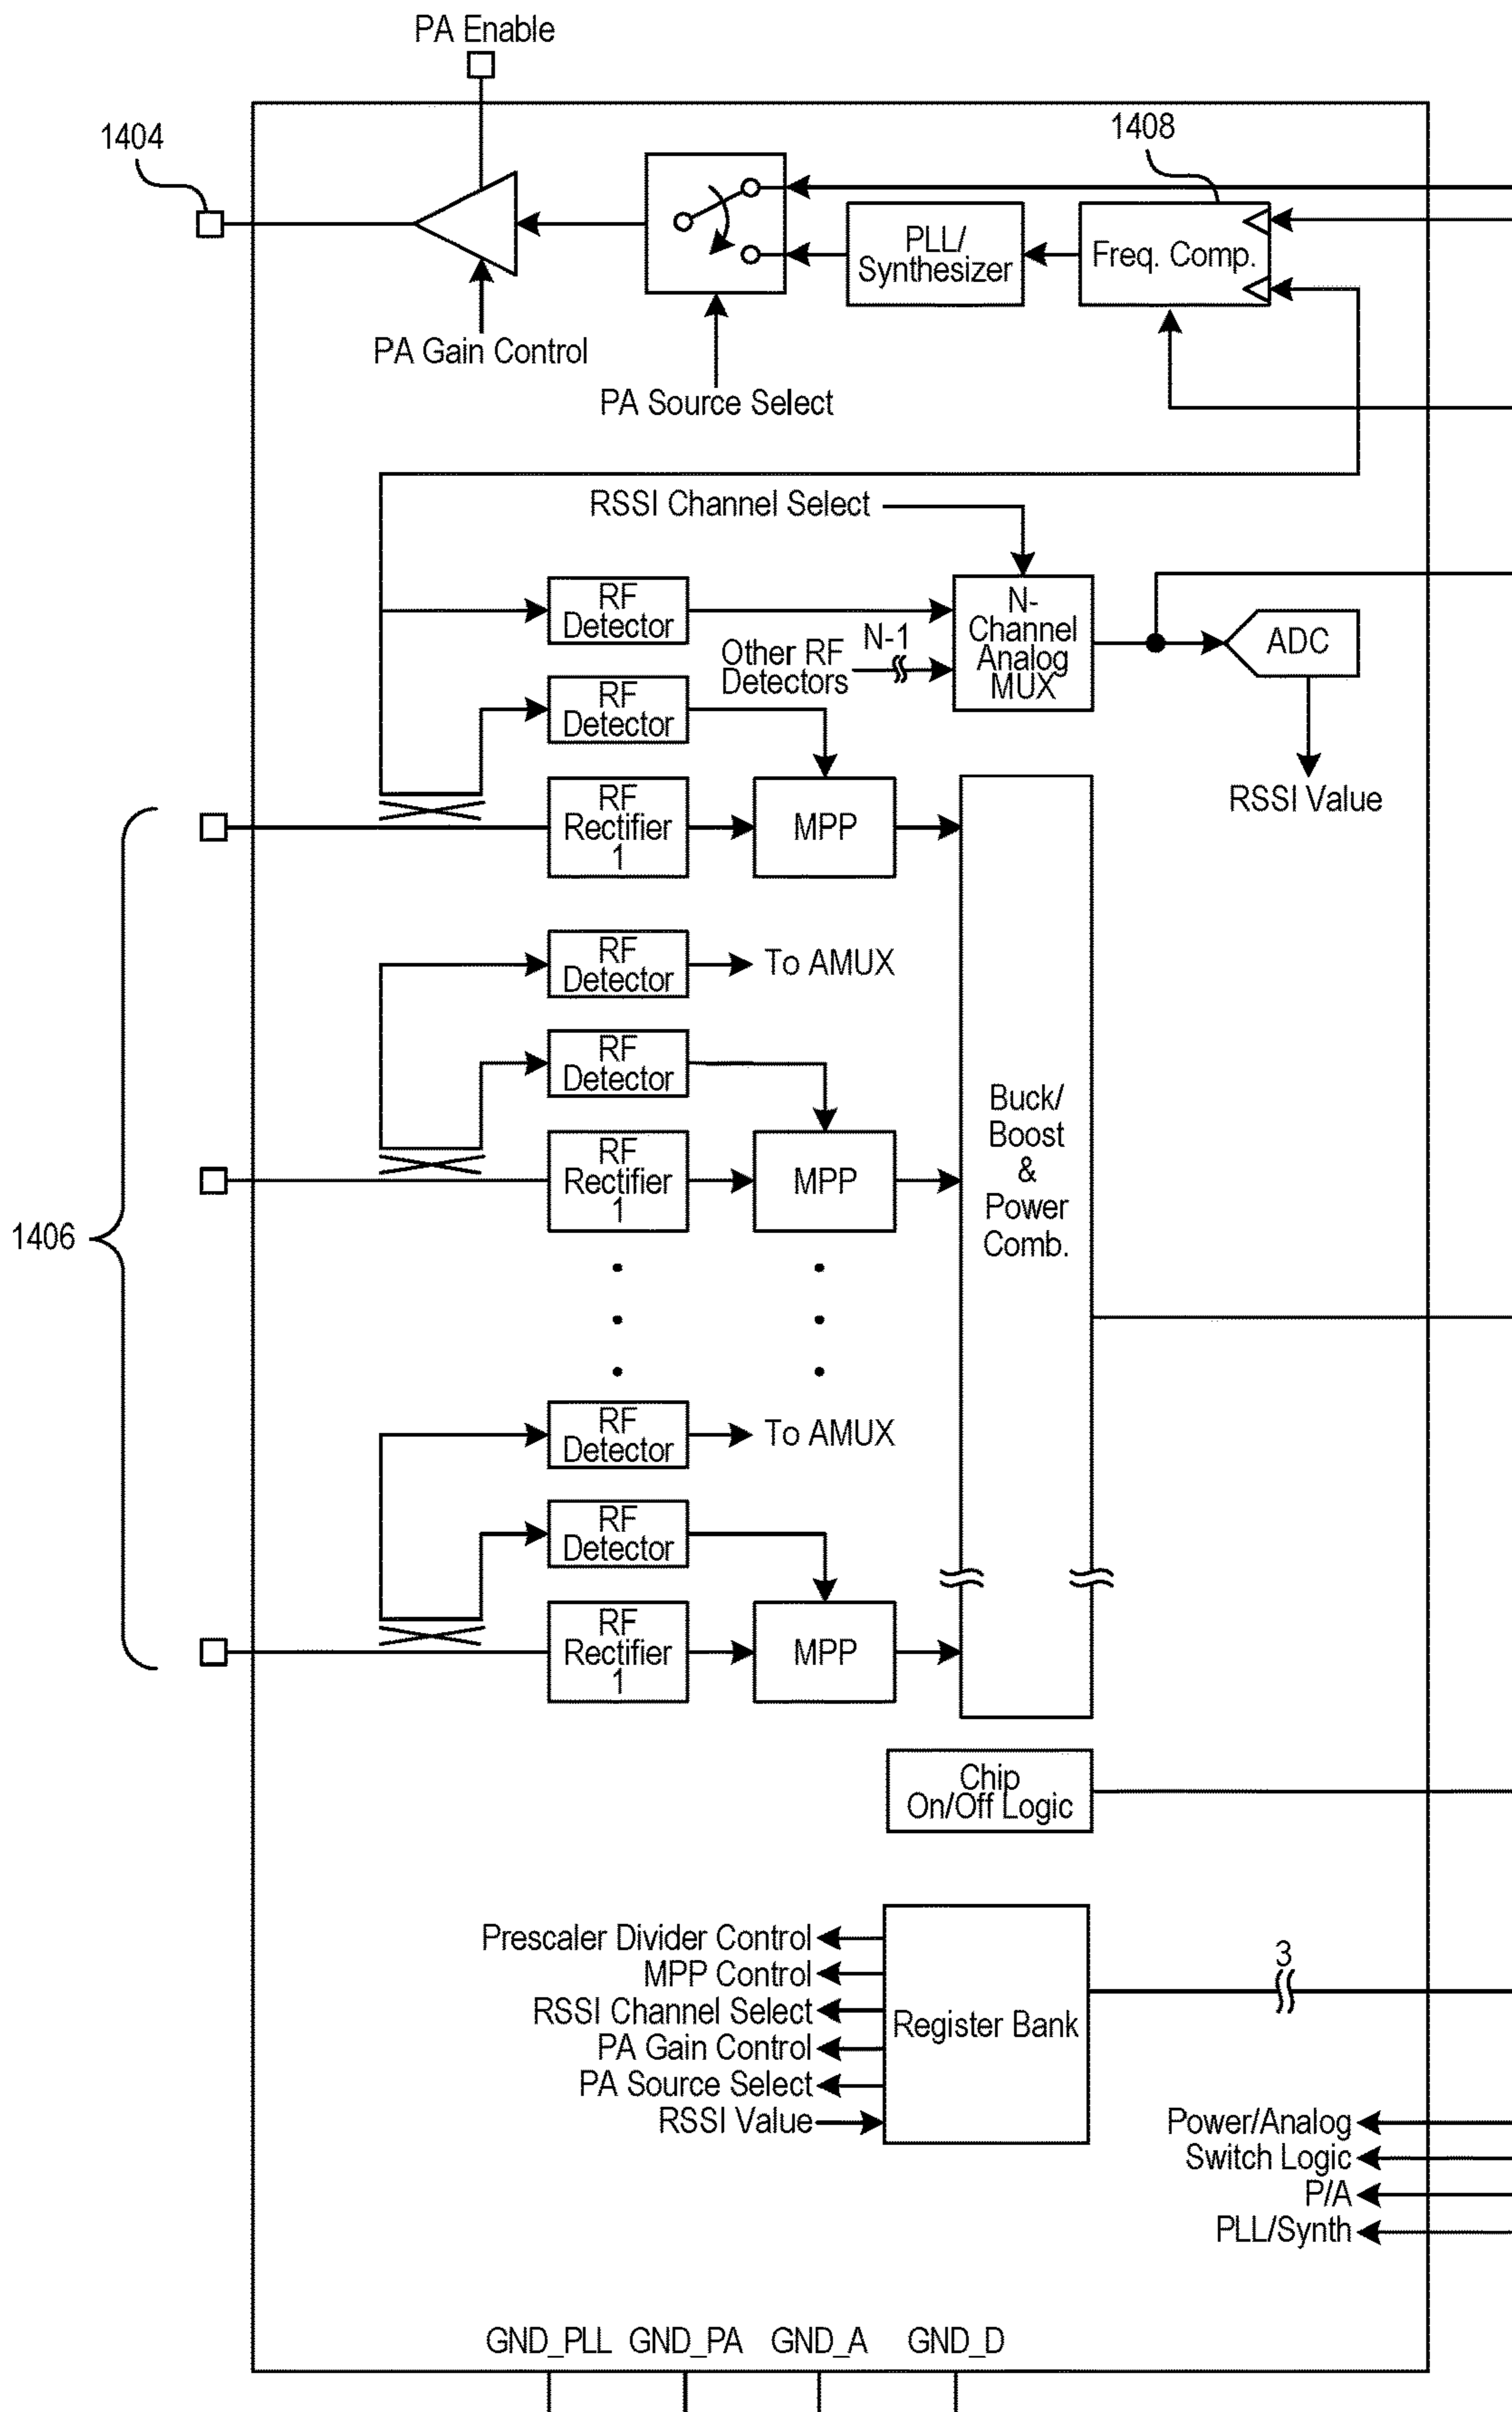 PA Enable
1404
1408
PLL/
Synthesizer
Freq. Comp.
PA Gain Control
PA Source Select
RSSI Channel Select
RF
Detector
N-
Channel
Analog
MUX
N-1
Other RF
Detectors
ADC
RF
Detector
RSSI Value
RF
Rectifier
1
MPP
RF
Detector
To AMUX
RF
Detector
Buck/
Boost
&
Power
Comb.
RF
Rectifier
1
MPP
1406
RF
Detector
To AMUX
RF
Detector
RF
Rectifier
1
MPP
Chip
On/Off Logic
Prescaler Divider Control
MPP Control
RSSI Channel Select
PA Gain Control
PA Source Select
RSSI Value
Register Bank
3
Power/Analog
Switch Logic
P/A
PLL/Synth
GND_PLL GND_PA GND_A GND_D